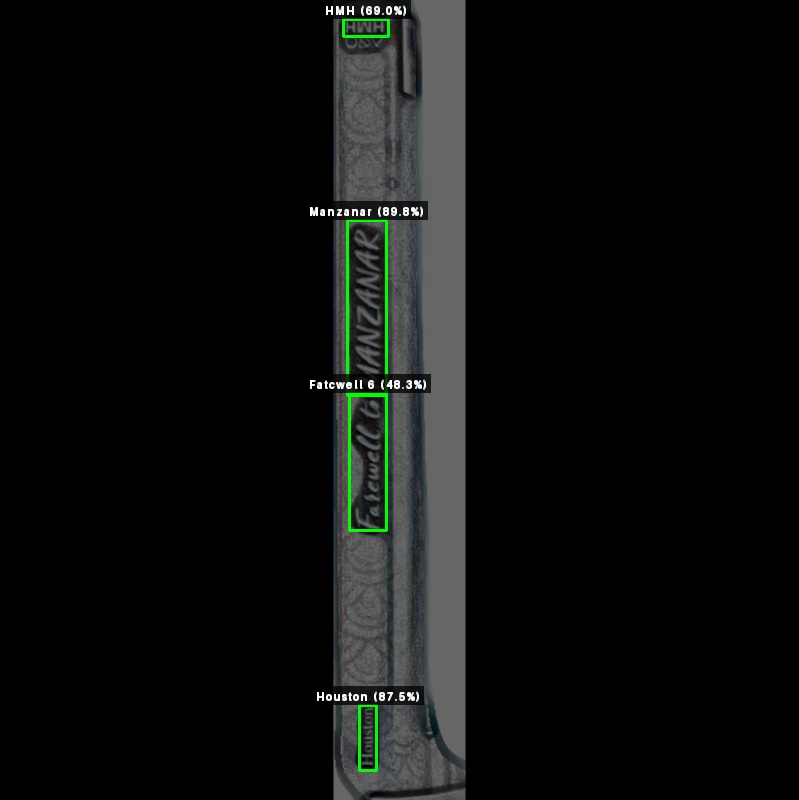 HMH (69.0%)
HMH
Manzanar (89.8%)
MANZANAR
Fatcwell 6 (48.3%)
Farewell to
Houston (87.5%)
Houston